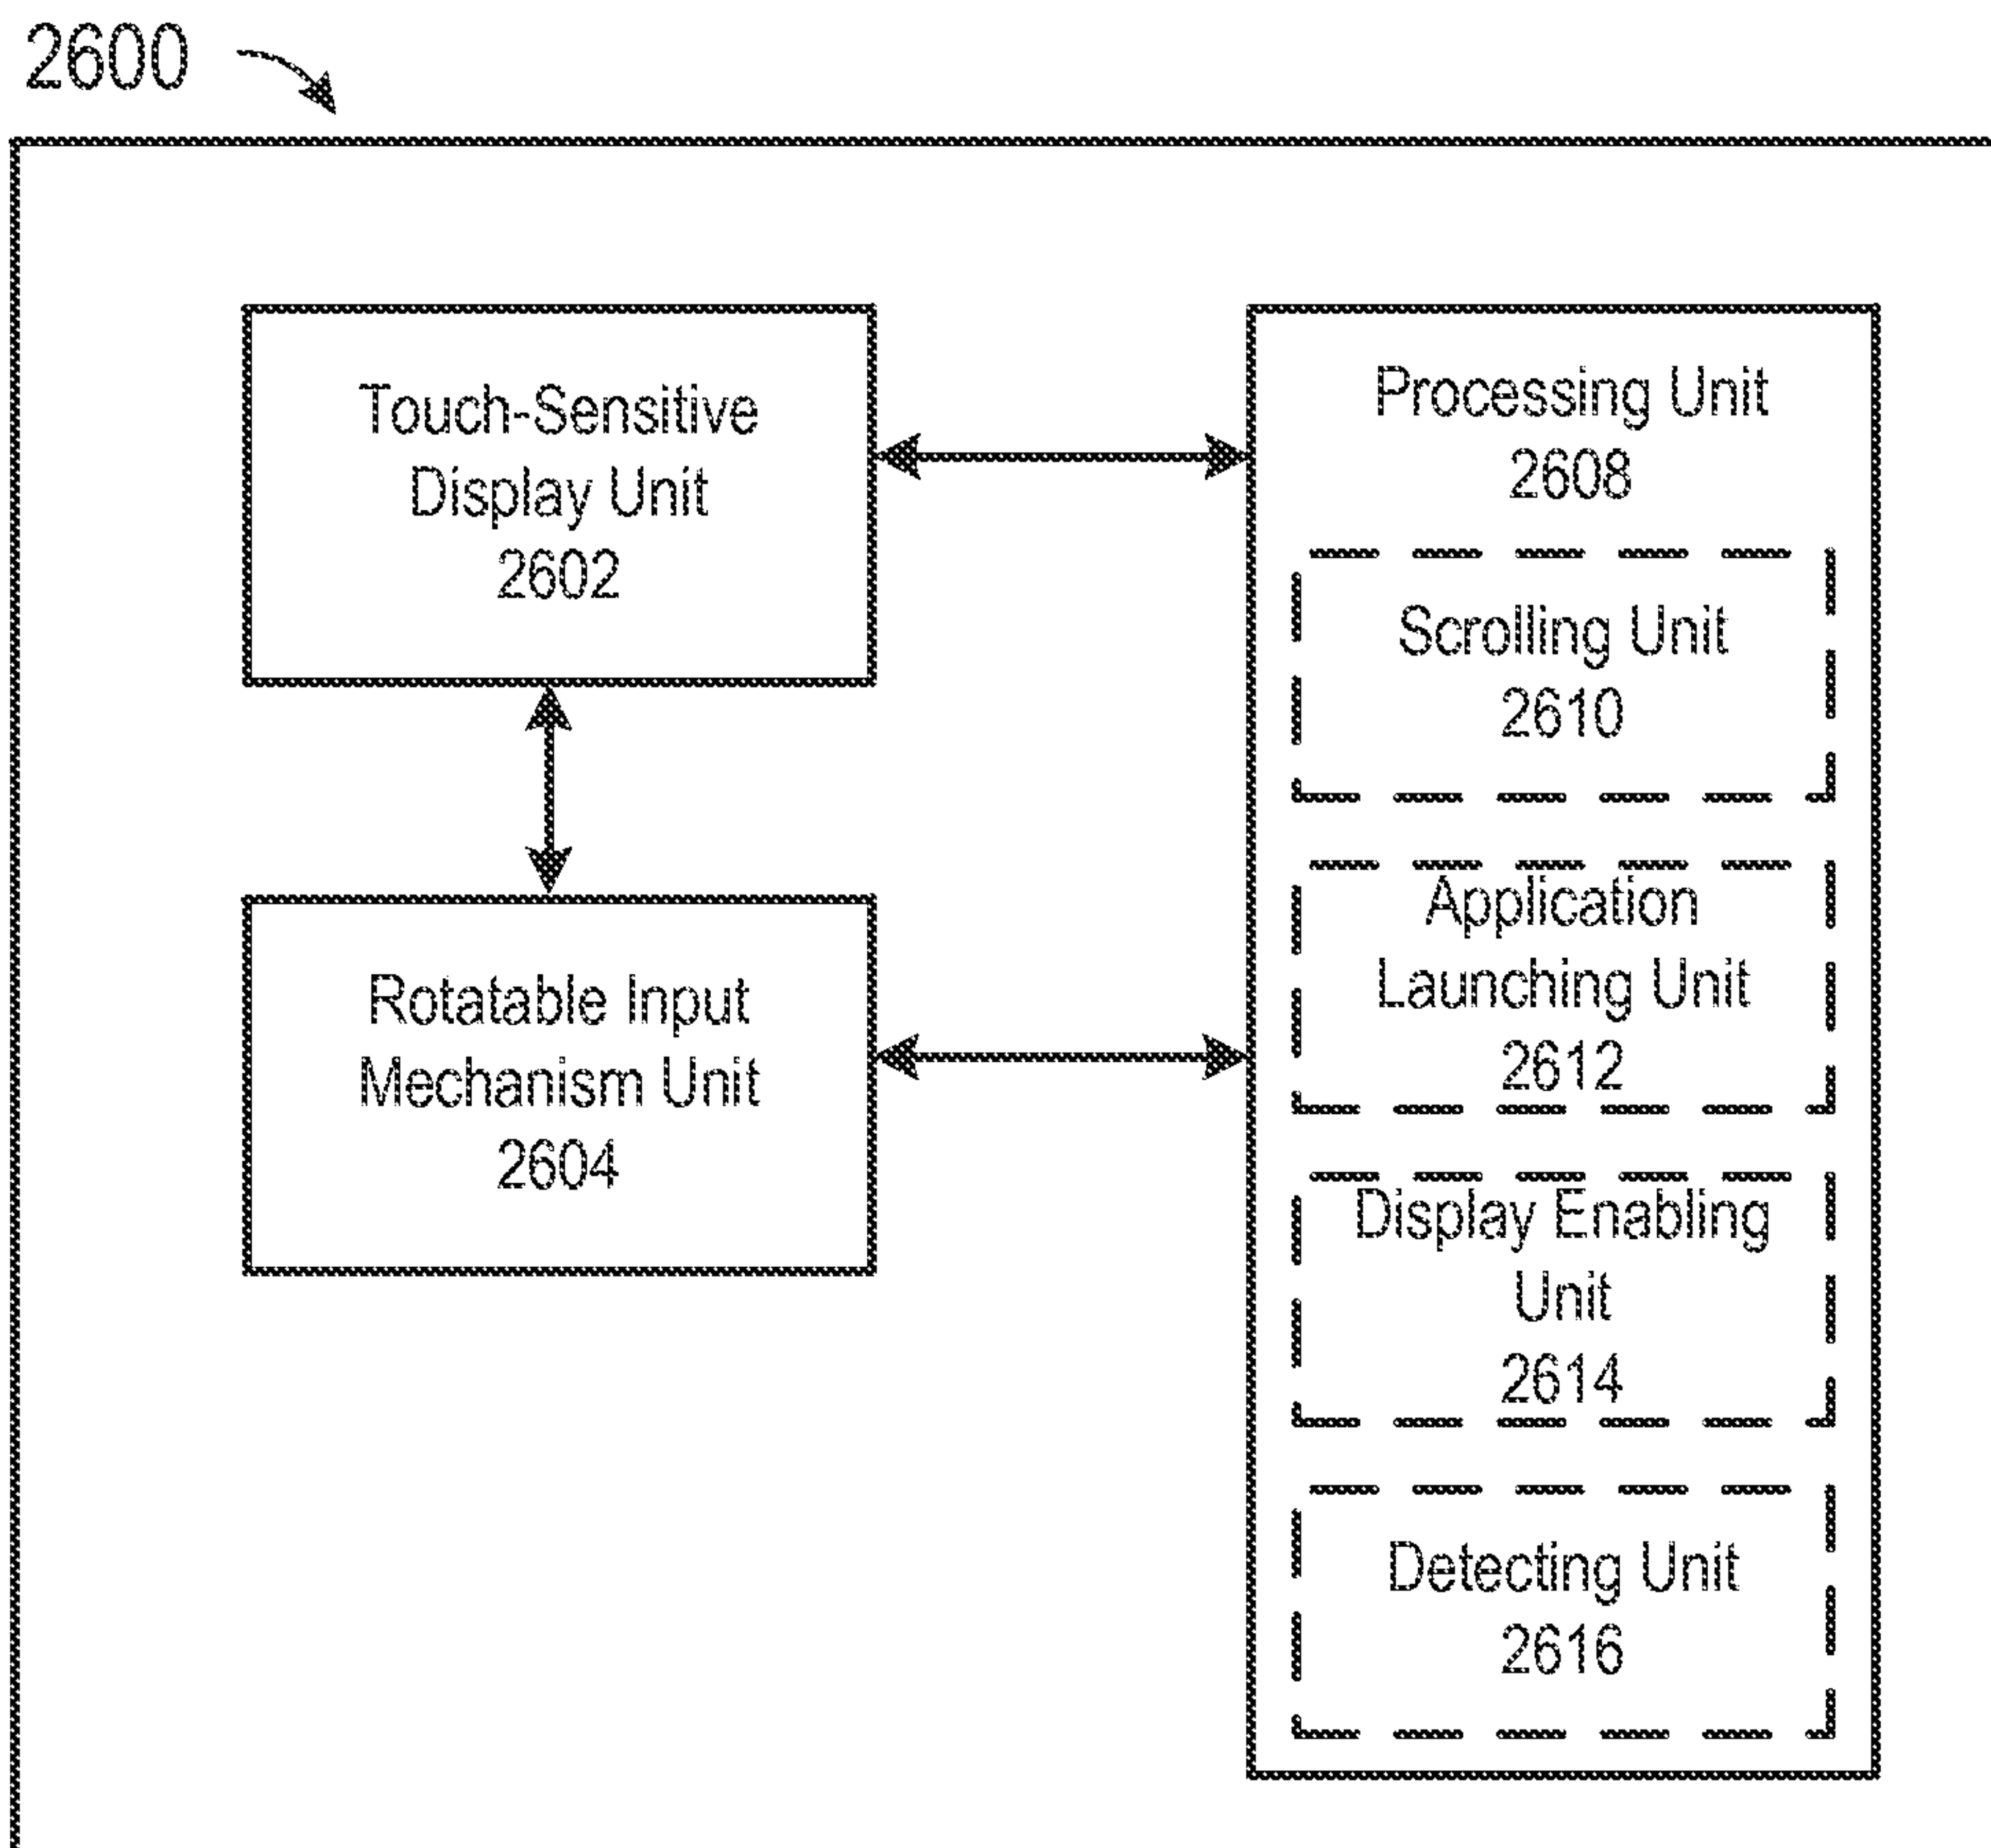 2600
Touch-Sensitive
Display Unit
2602
Rotatable Input
Mechanism Unit
2604
Processing Unit
2608
Scrolling Unit
2610
Application
Launching Unit
2612
Display Enabling
Unit
2614
Detecting Unit
2616